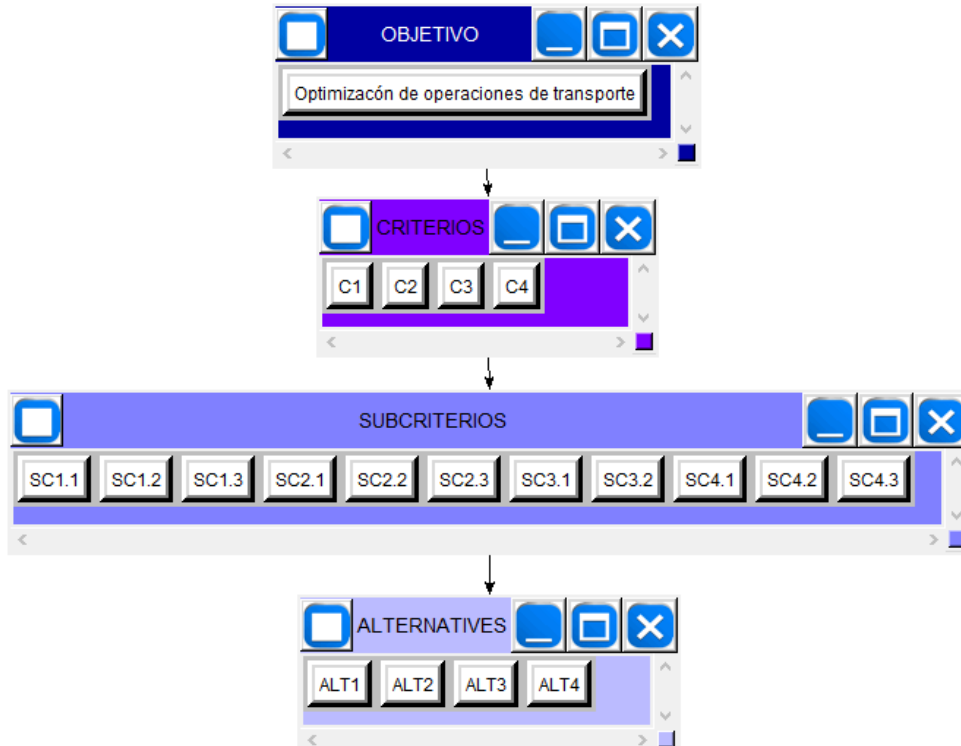 OBJETIVO
Optimizacón de operaciones de transporte
CRITERIOS
C1 C2 C3 C4
SUBCRITERIOS
SC1.1 SC1.2 SC1.3 SC2.1 SC2.2 SC2.3 SC3.1 SC3.2 SC4.1 SC4.2 SC4.3
ALTERNATIVES
ALT1 ALT2 ALT3 ALT4